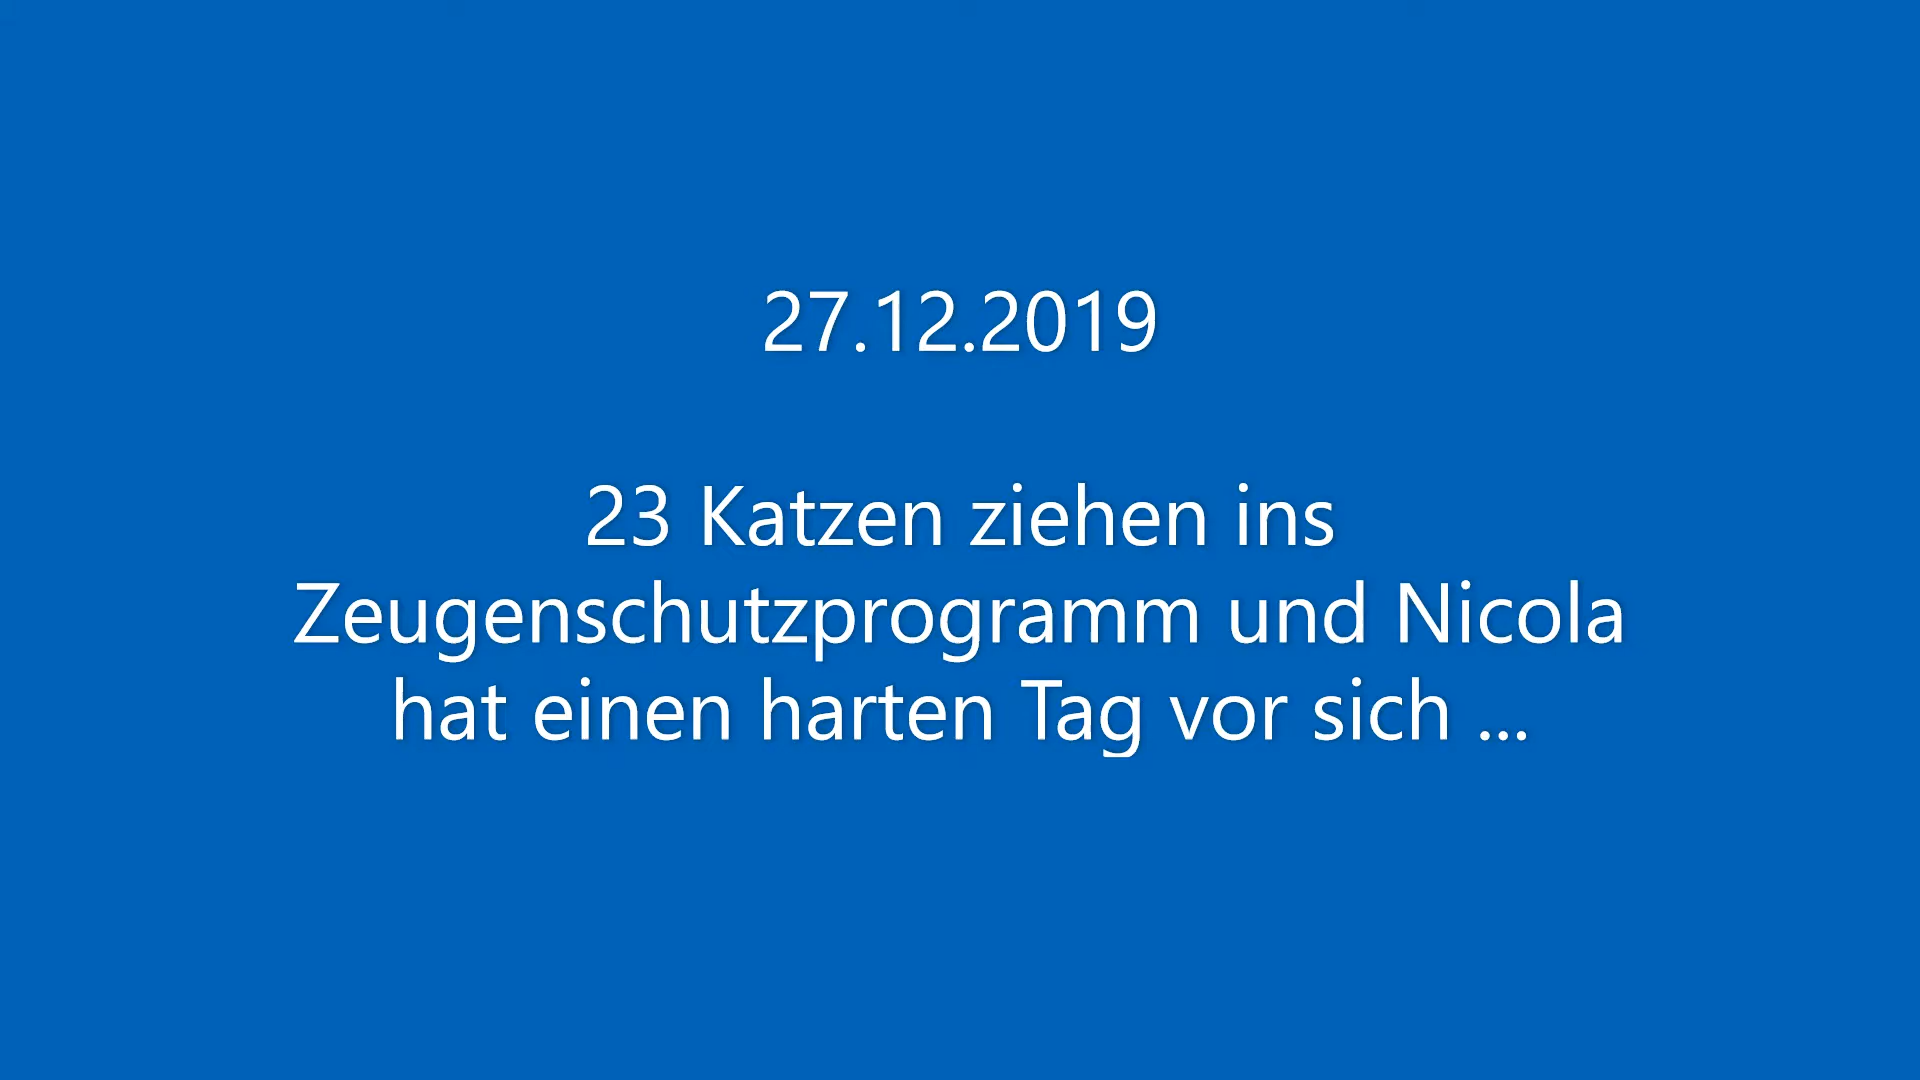 27.12.2019
23 Katzen ziehen ins
Zeugenschutzprogramm und Nicola
hat einen harten Tag vor sich ...